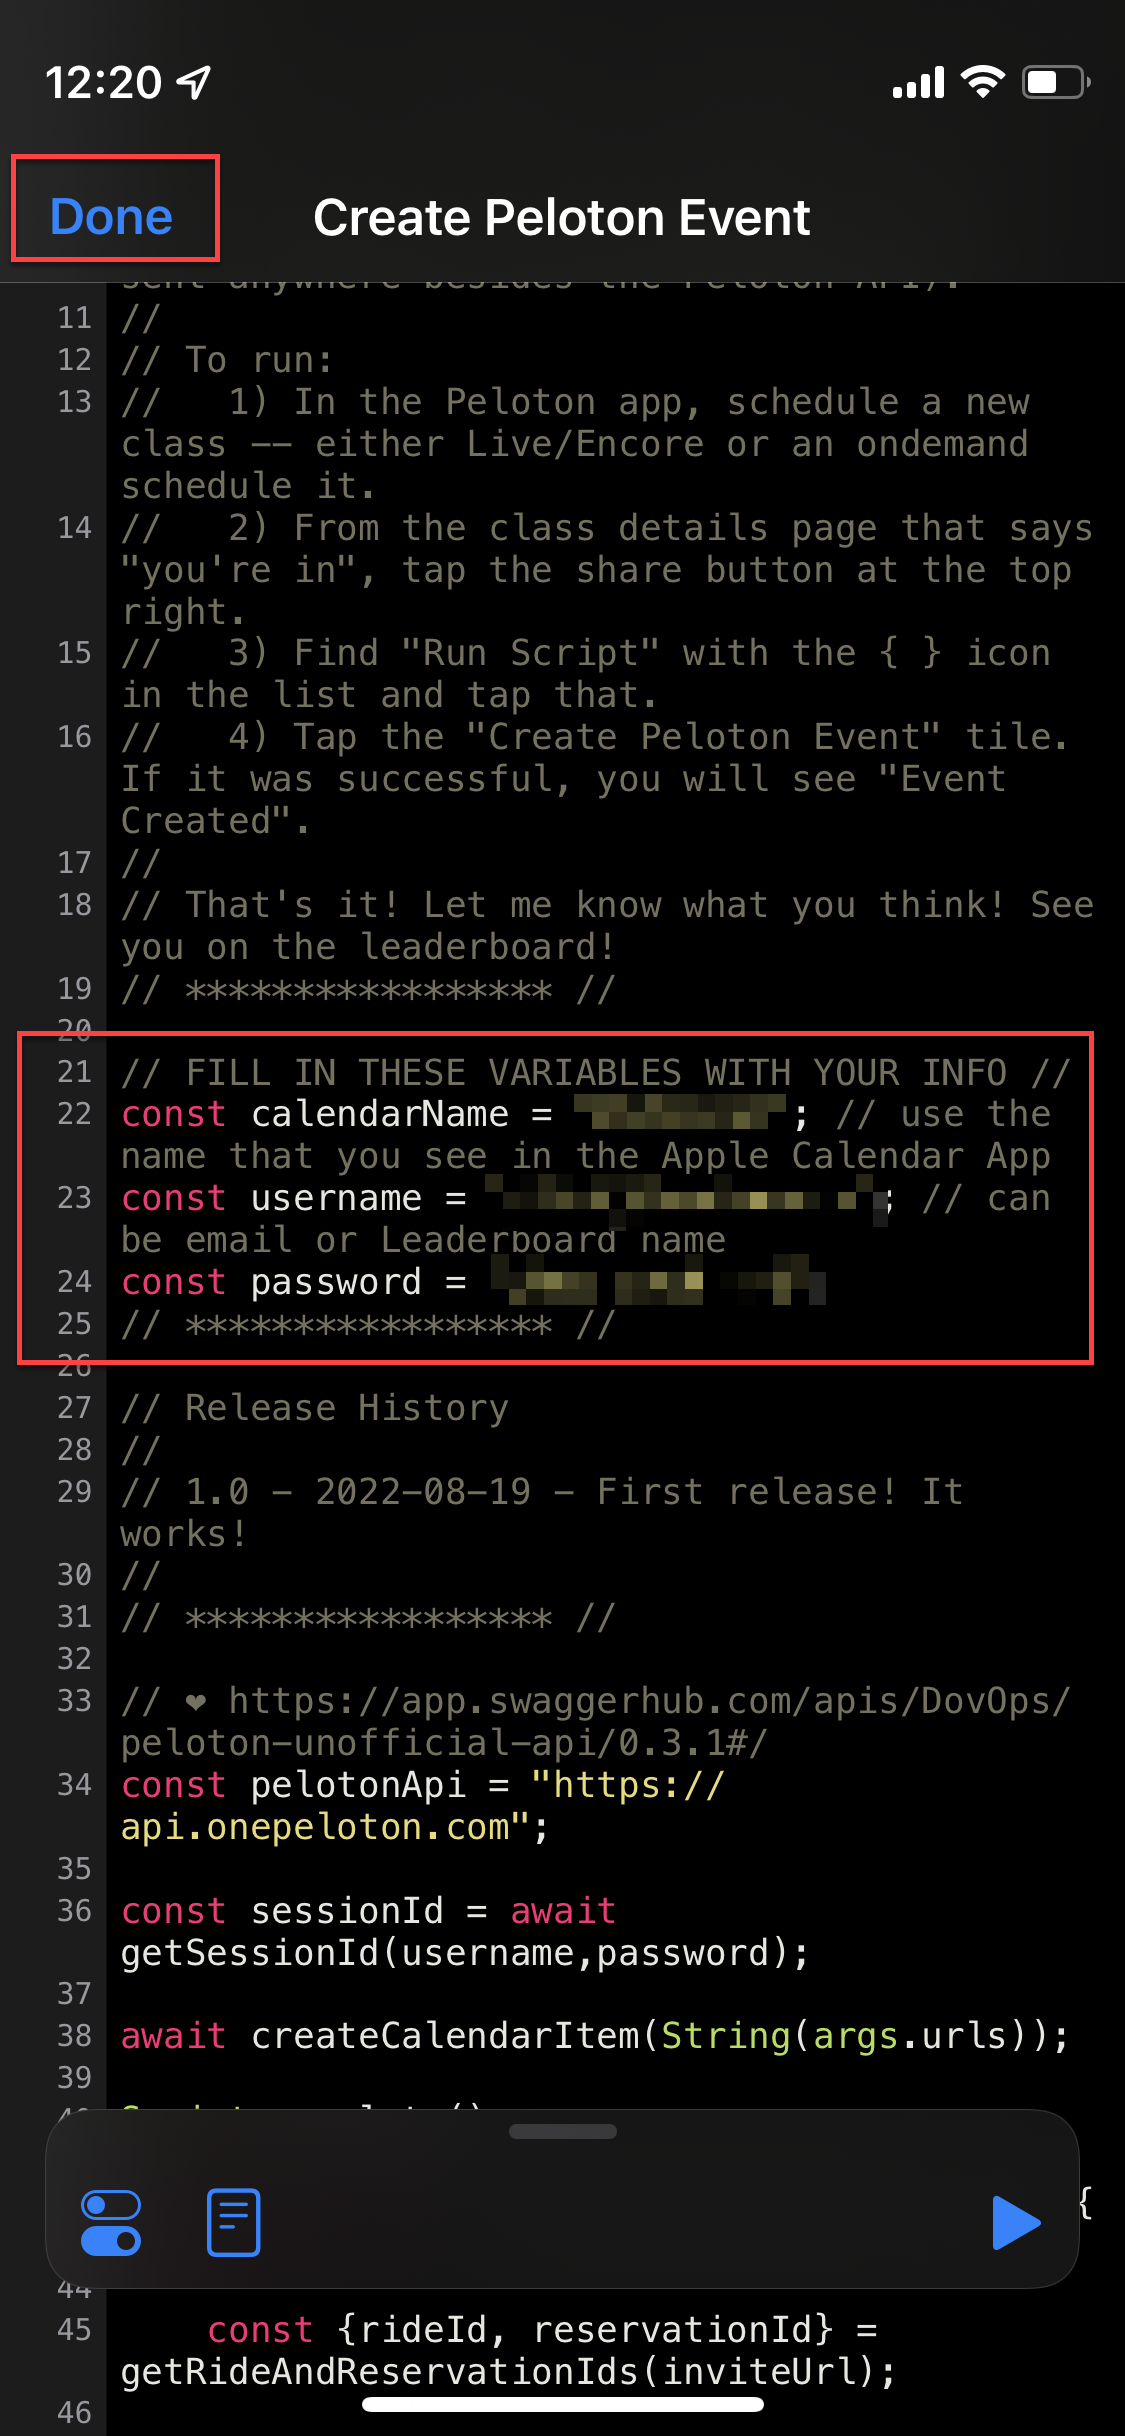 12:20
Done
Create Peloton Event
sent anywhere besides the Peloton API).
11 //
12 // To run:
13 //   1) In the Peloton app, schedule a new
class -- either Live/Encore or an ondemand
schedule it.
14 //   2) From the class details page that says
"you're in", tap the share button at the top
right.
15 //   3) Find "Run Script" with the { } icon
in the list and tap that.
16 //   4) Tap the "Create Peloton Event" tile.
If it was successful, you will see "Event
Created".
17 //
18 // That's it! Let me know what you think! See
you on the leaderboard!
19 // ***************** //
20
21 // FILL IN THESE VARIABLES WITH YOUR INFO //
22 const calendarName = ; // use the
name that you see in the Apple Calendar App
23 const username = ; // can
be email or Leaderboard name
24 const password =
25 // ***************** //
26
27 // Release History
28 //
29 // 1.0 - 2022-08-19 - First release! It
works!
30 //
31 // ***************** //
32
33 // ❤ https://app.swaggerhub.com/apis/DovOps/
peloton-unofficial-api/0.3.1#/
34 const pelotonApi = "https://
api.onepeloton.com";
35
36 const sessionId = await
getSessionId(username,password);
37
38 await createCalendarItem(String(args.urls));
39
{
44
45     const {rideId, reservationId} =
getRideAndReservationIds(inviteUrl);
46